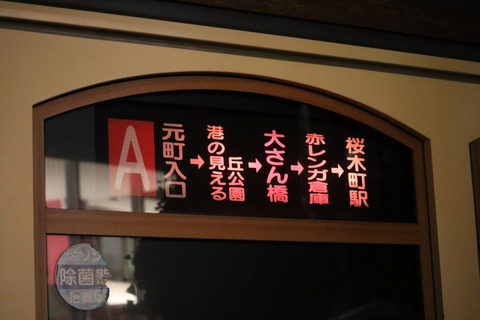 A
元町入口
→
港の見える
丘公園
→
大さん橋
→
赤レンガ
倉庫
→
桜木町駅
除菌